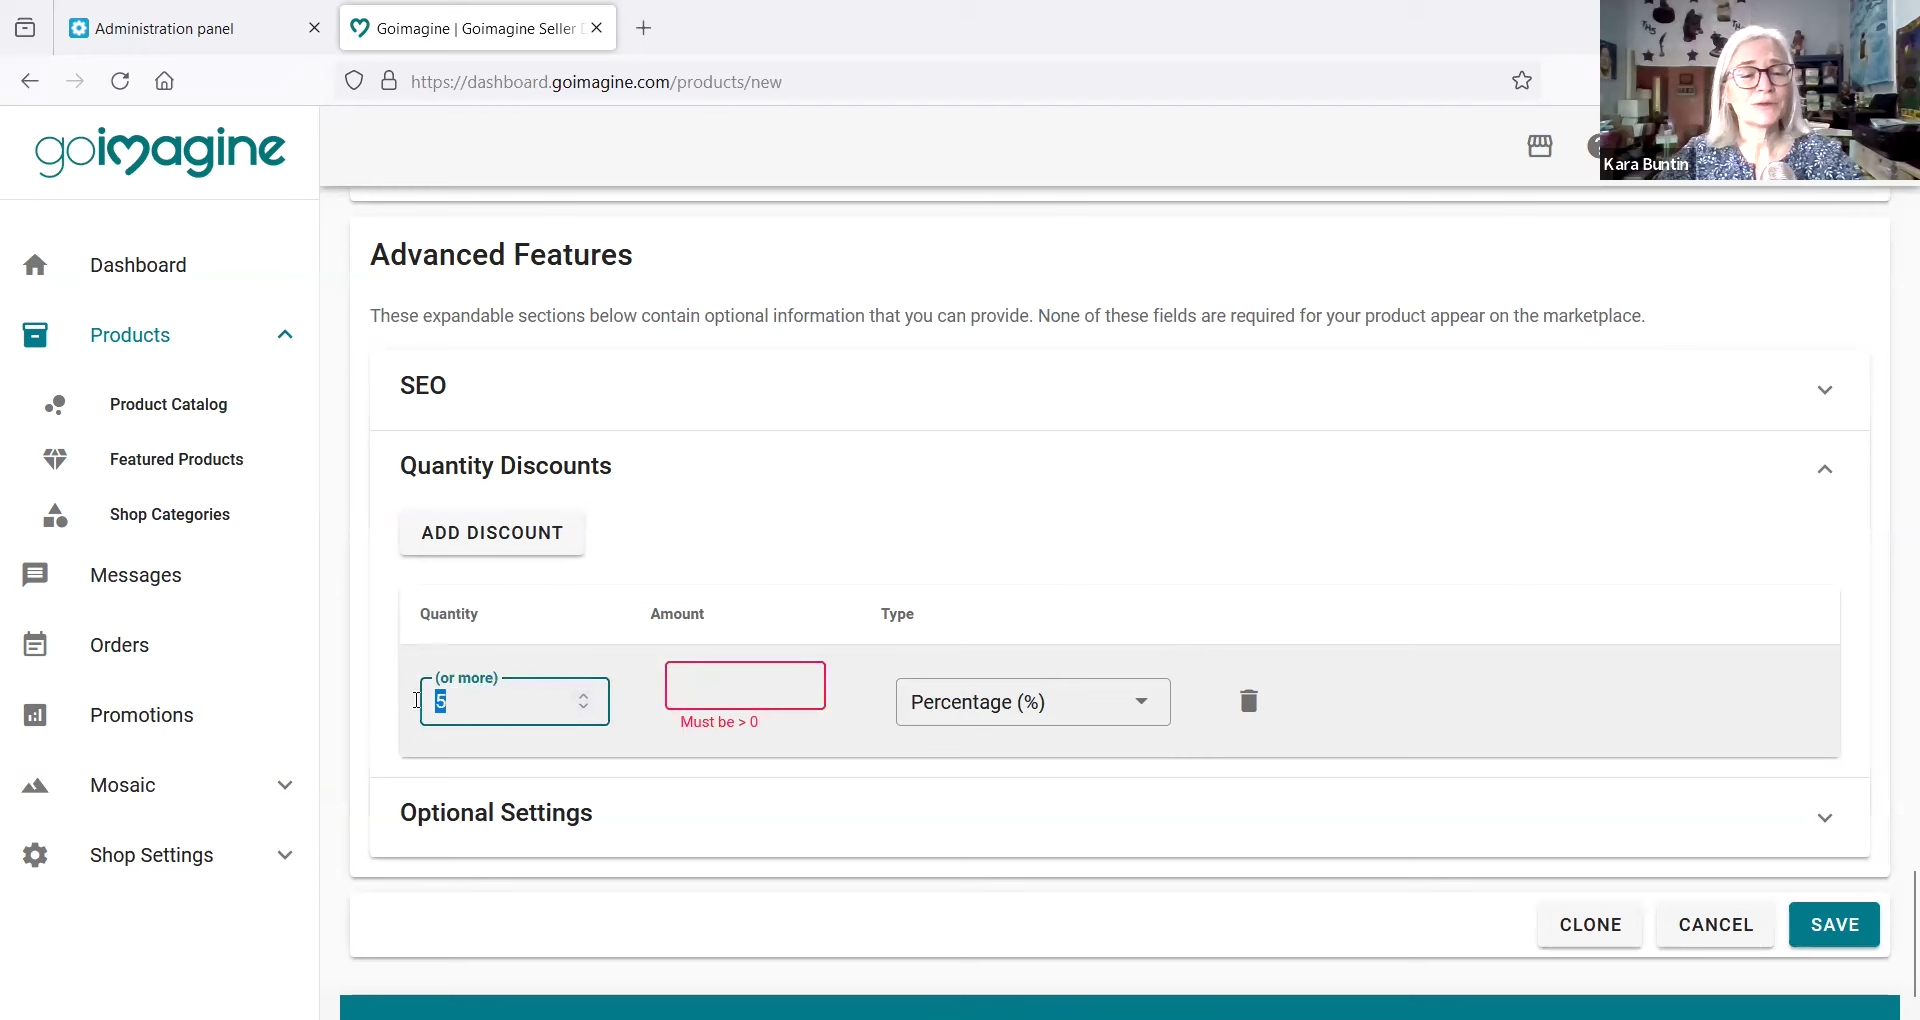 Administration panel
Goimagine | Goimagine Seller
https://dashboard.goimagine.com/products/new
goimagine
Kara Buntin
Dashboard
Products
Product Catalog
Featured Products
Shop Categories
Messages
Orders
Promotions
Mosaic
Shop Settings
Advanced Features
These expandable sections below contain optional information that you can provide. None of these fields are required for your product appear on the marketplace.
SEO
Quantity Discounts
ADD DISCOUNT
Quantity Amount Type
(or more)
5
Must be > 0
Percentage (%)
Optional Settings
CLONE CANCEL SAVE